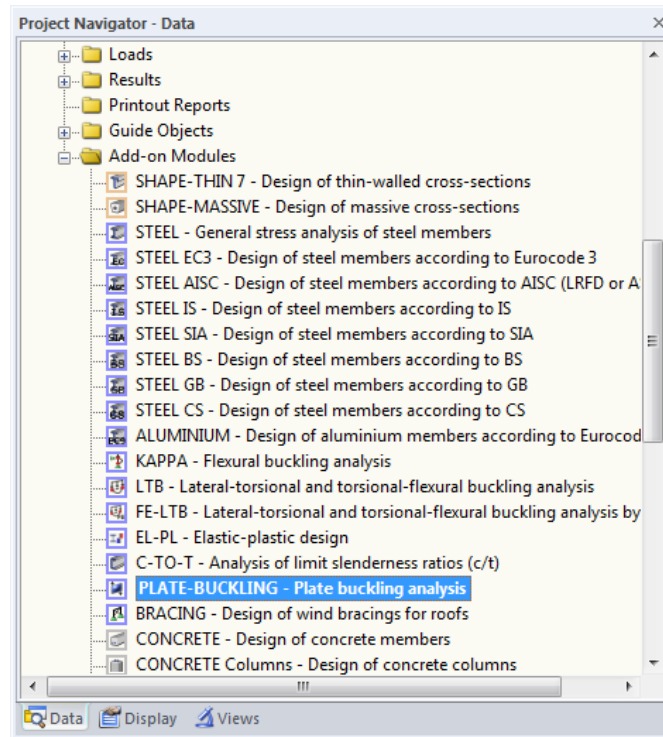 Project Navigator - Data
Loads
Results
Printout Reports
Guide Objects
Add-on Modules
SHAPE-THIN 7 - Design of thin-walled cross-sections
SHAPE-MASSIVE - Design of massive cross-sections
STEEL - General stress analysis of steel members
STEEL EC3 - Design of steel members according to Eurocode 3
STEEL AISC - Design of steel members according to AISC (LRFD or A
STEEL IS - Design of steel members according to IS
STEEL SIA - Design of steel members according to SIA
STEEL BS - Design of steel members according to BS
STEEL GB - Design of steel members according to GB
STEEL CS - Design of steel members according to CS
ALUMINIUM - Design of aluminium members according to Eurocod
KAPPA - Flexural buckling analysis
LTB - Lateral-torsional and torsional-flexural buckling analysis
FE-LTB - Lateral-torsional and torsional-flexural buckling analysis by
EL-PL - Elastic-plastic design
C-TO-T - Analysis of limit slenderness ratios (c/t)
PLATE-BUCKLING - Plate buckling analysis
BRACING - Design of wind bracings for roofs
CONCRETE - Design of concrete members
CONCRETE Columns - Design of concrete columns
Data Display Views